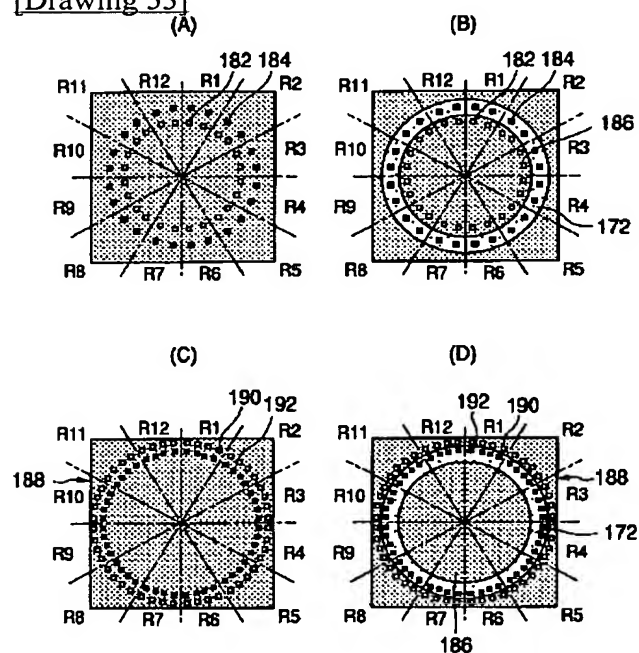 [Drawing 53]
(A)
(B)
182 184
182 184
R11 R12 R1 R2
R11 R12 R1 R2
186
R10 R3
R10 R3
R9 R4
R9 R4
172
R8 R7 R6 R5
R8 R7 R6 R5
(C)
(D)
190 192
192 190
R11 R12 R1 R2
R11 R12 R1 R2
188
188
R10 R3
R10 R3
172
R9 R4
R9 R4
R8 R7 R6 R5
R8 R7 R6 R5
186